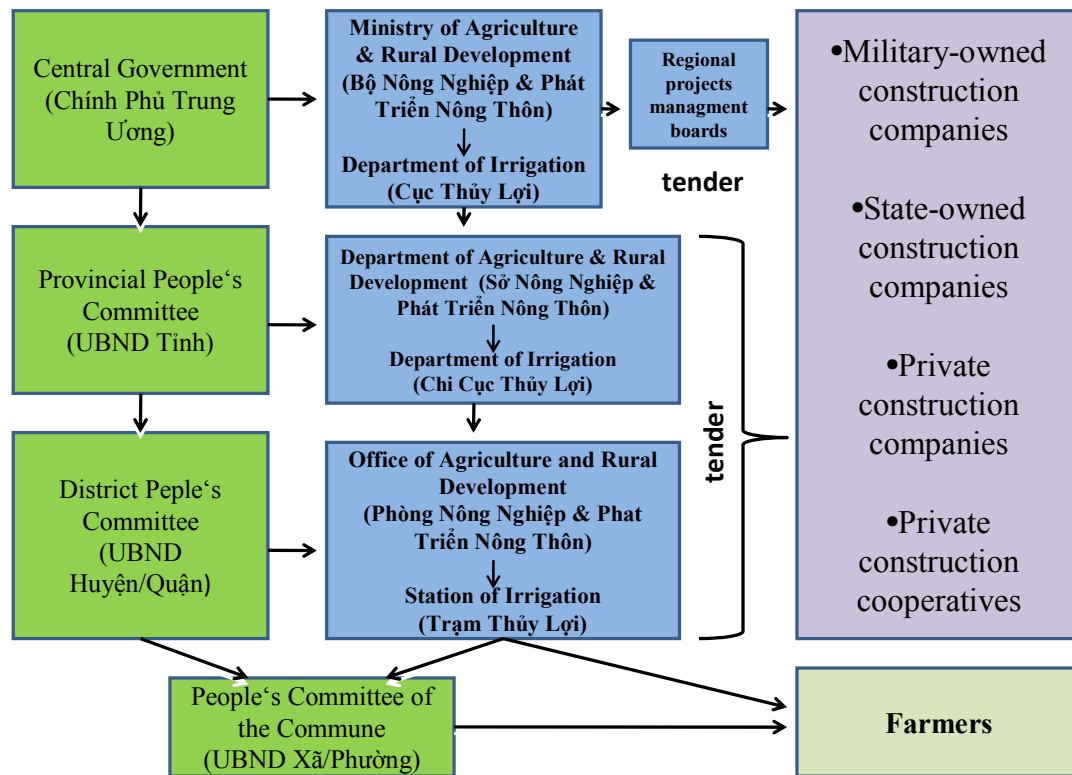 Central Government
(Chính Phủ Trung
Ương)
Ministry of Agriculture
& Rural Development
(Bộ Nông Nghiệp & Phát
Triển Nông Thôn)
Department of Irrigation
(Cục Thủy Lợi)
Regional
projects
managment
boards
tender
•Military-owned
construction
companies
•State-owned
construction
companies
•Private
construction
companies
•Private
construction
cooperatives
Provincial People‘s
Committee
(UBND Tỉnh)
Department of Agriculture & Rural
Development (Sở Nông Nghiệp &
Phát Triển Nông Thôn)
Department of Irrigation
(Chi Cục Thủy Lợi)
tender
District Peple‘s
Committee
(UBND
Huyện/Quận)
Office of Agriculture and Rural
Development
(Phòng Nông Nghiệp & Phat
Triển Nông Thôn)
Station of Irrigation
(Trạm Thủy Lợi)
People‘s Committee of
the Commune
(UBND Xã/Phường)
Farmers